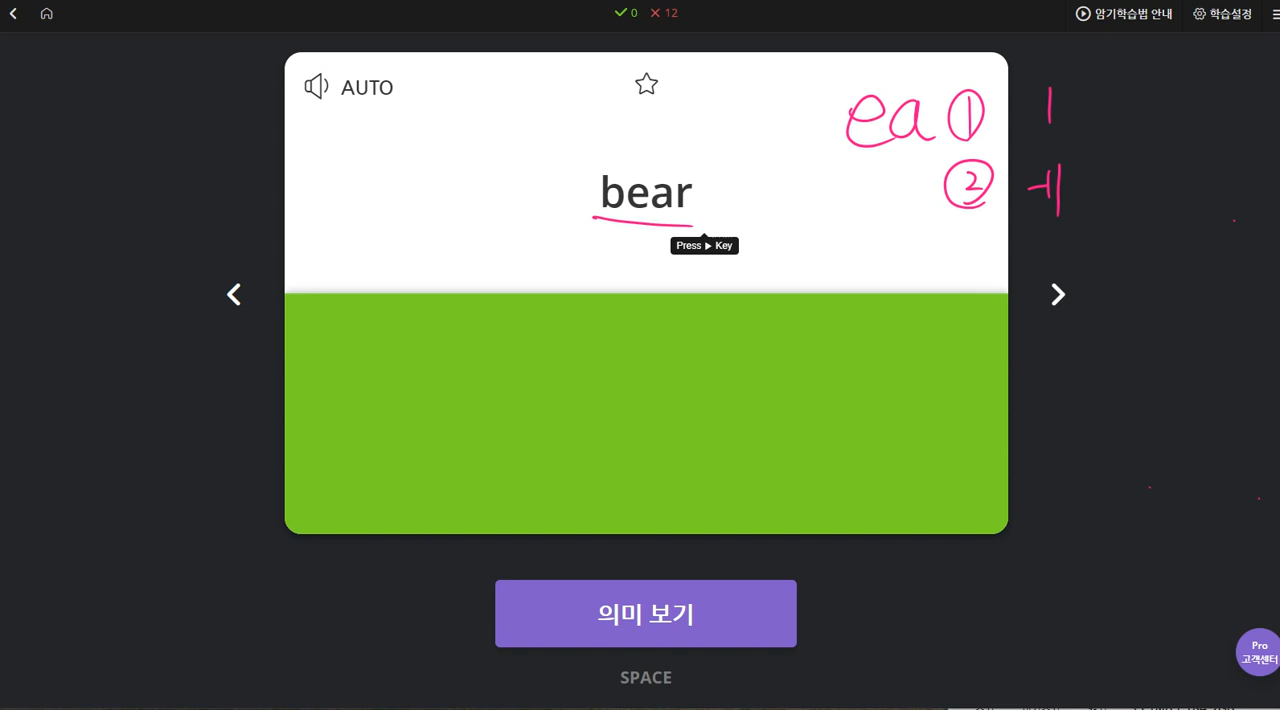 0 12 암기학습법 안내 학습설정
AUTO
ea ① ㅣ
② ㅔ
bear
Press ▶ Key
의미 보기
SPACE
Pro
고객센터